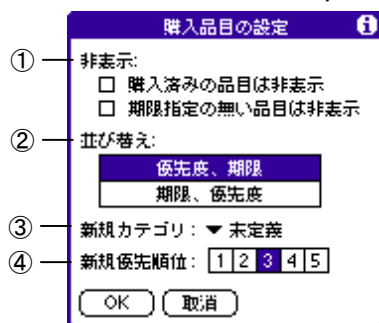 購入品目の設定 i
① 非表示:
□ 購入済みの品目は非表示
□ 期限指定の無い品目は非表示
② 並び替え:
優先度、期限
期限、優先度
③ 新規カテゴリ: ▼ 未定義
④ 新規優先順位: 1 2 3 4 5
OK 取消